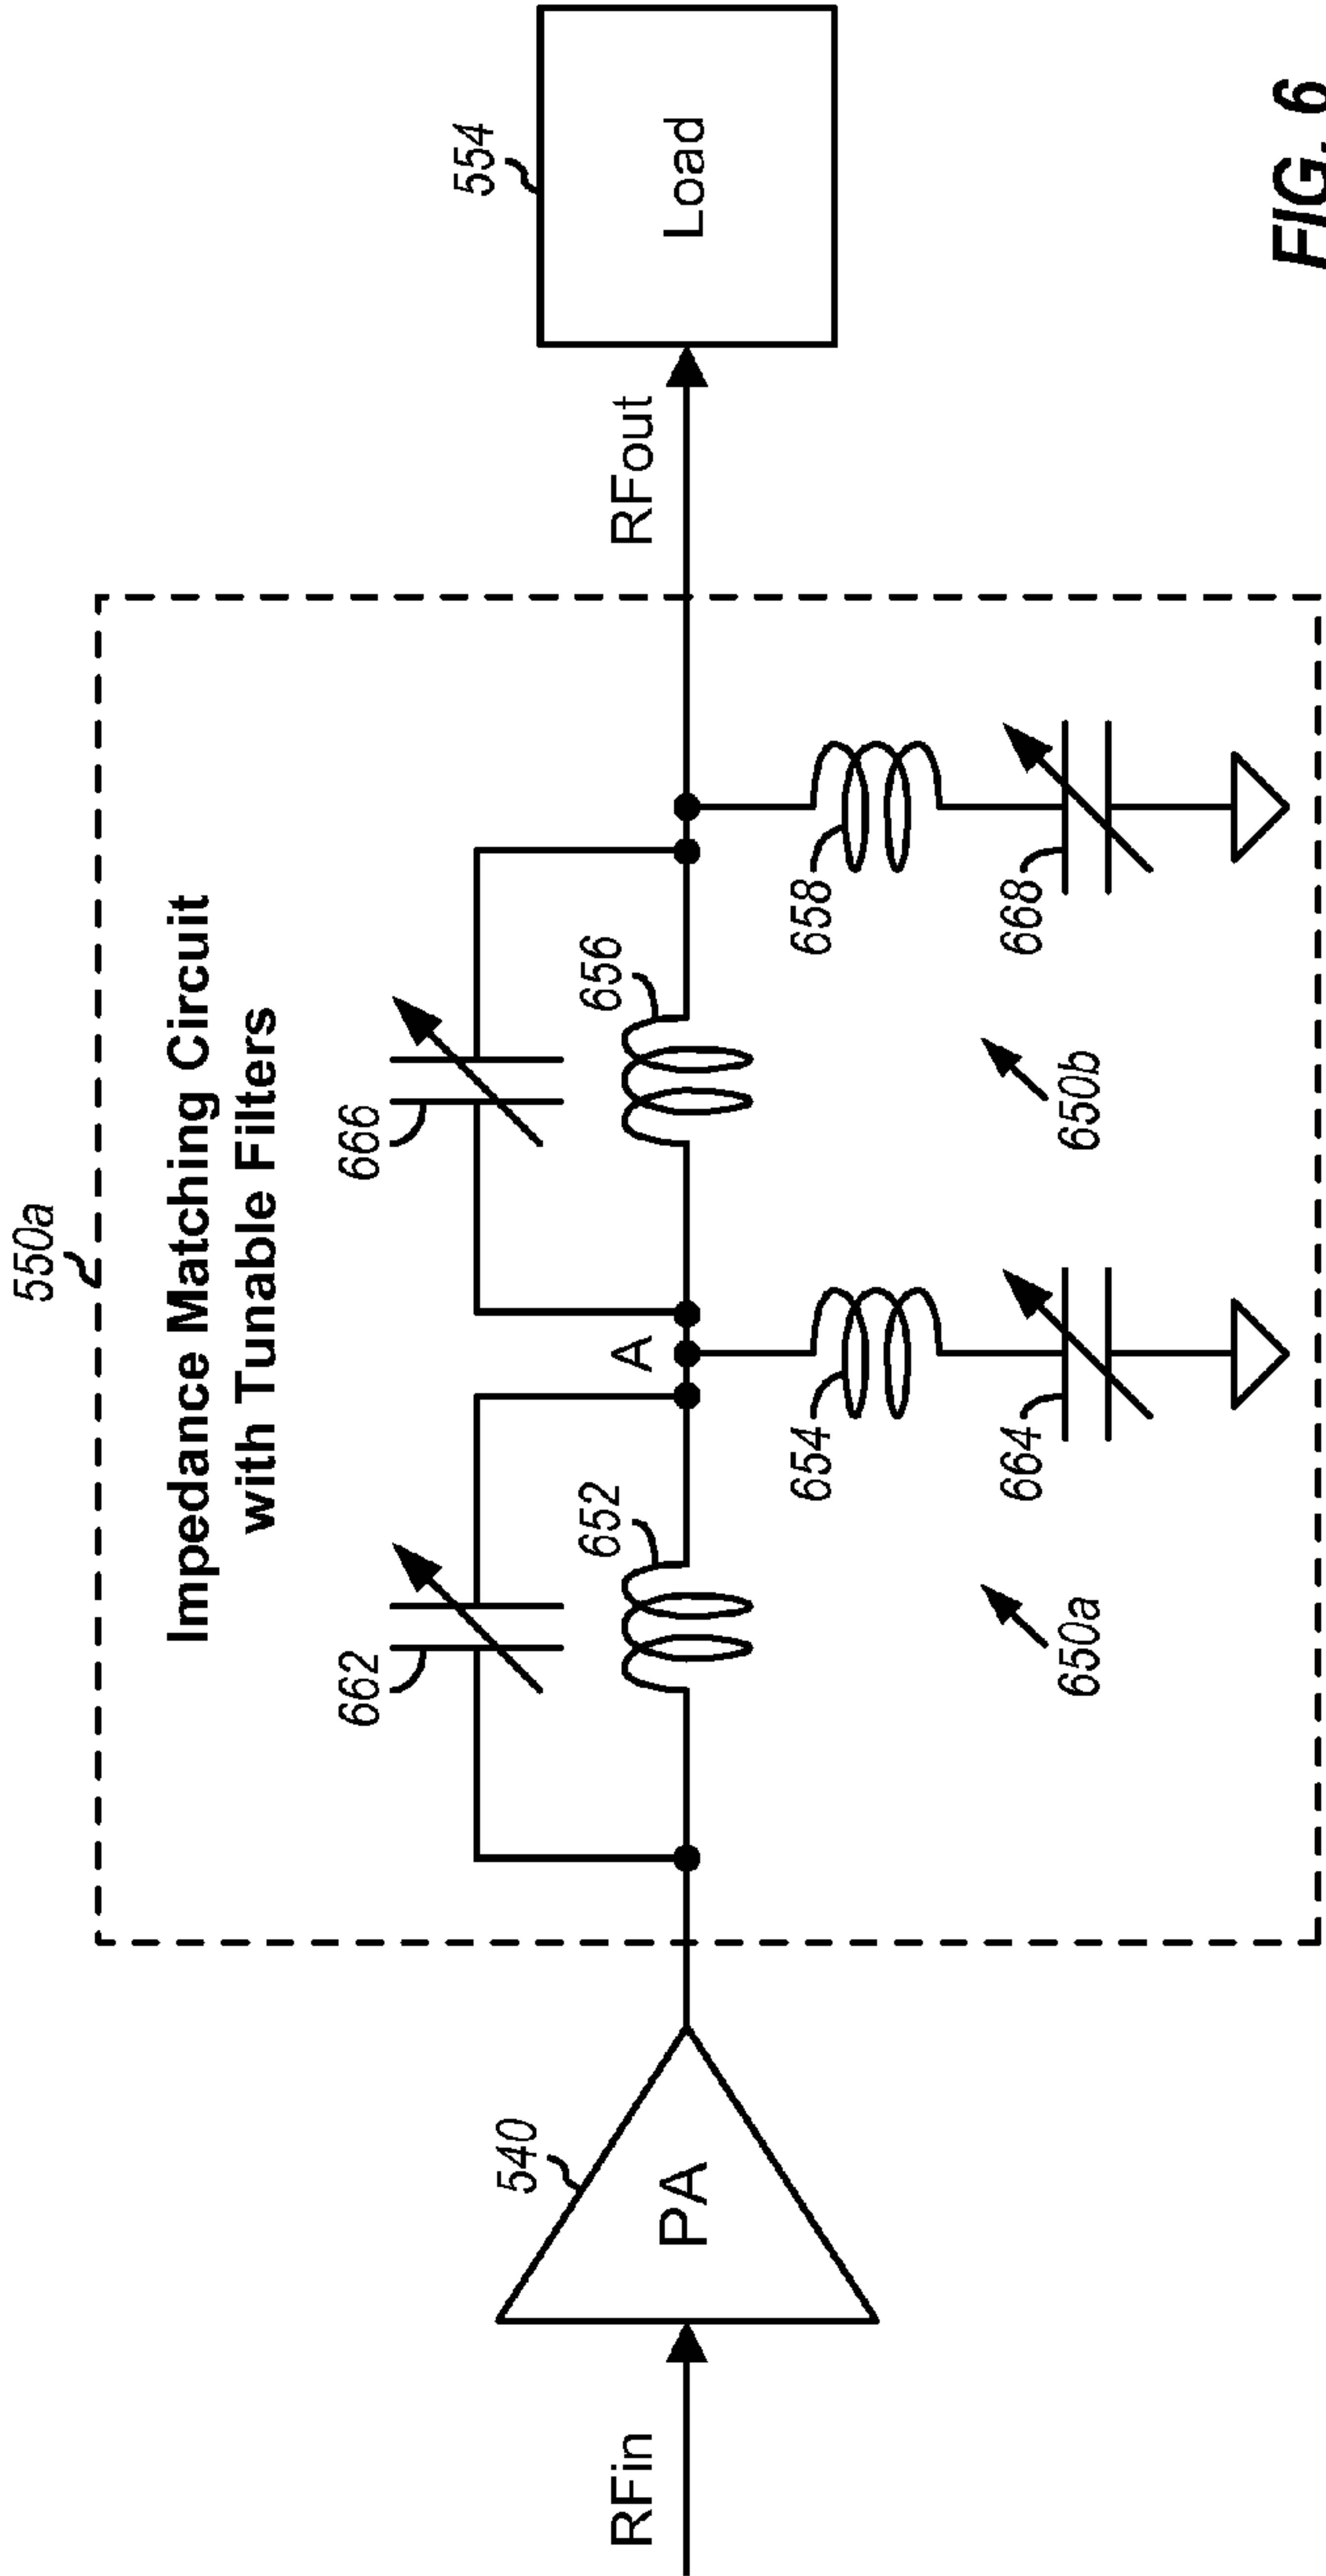 550a
Impedance Matching Circuit
with Tunable Filters
662
666
554
540
652
A
656
RFin
PA
RFout
Load
654
658
664
668
650a
650b
FIG. 6